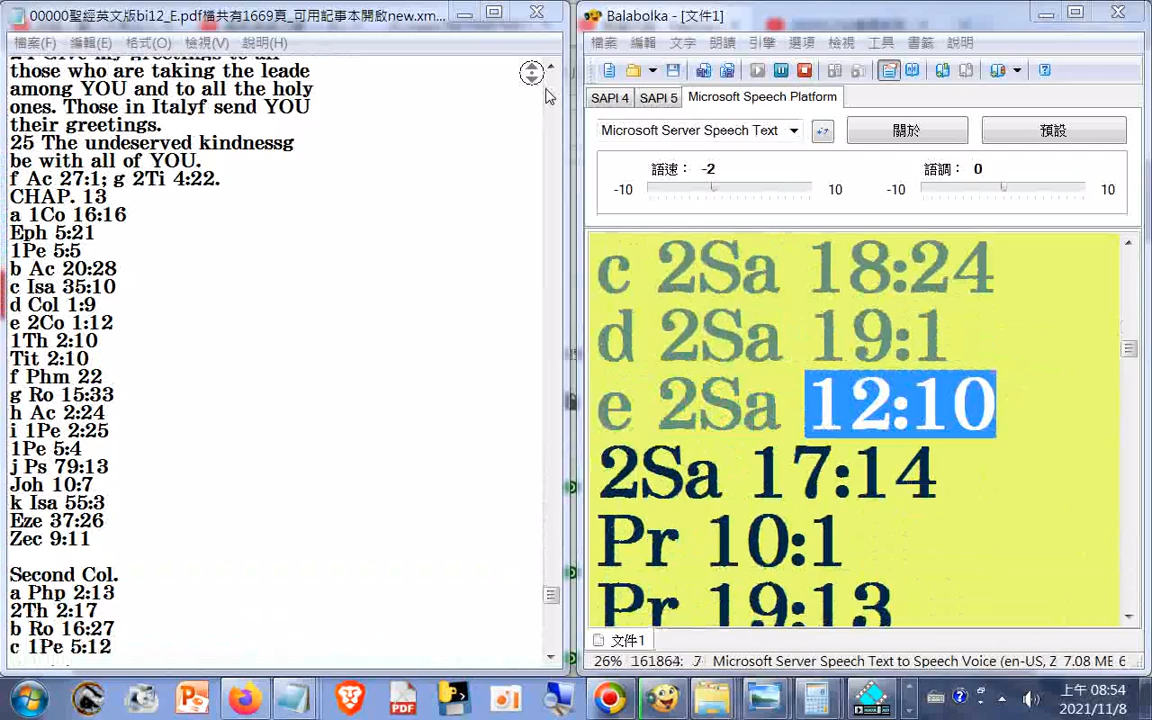 00000聖經英文版bi12_E.pdf檔共有1669頁_可用記事本開啟new.xm...
檔案(F) 編輯(E) 格式(O) 檢視(V) 說明(H)
24 Give my greetings to all
those who are taking the leade
among YOU and to all the holy
ones. Those in Italyf send YOU
their greetings.
25 The undeserved kindnessg
be with all of YOU.
f Ac 27:1; g 2Ti 4:22.
CHAP. 13
a 1Co 16:16
Eph 5:21
1Pe 5:5
b Ac 20:28
c Isa 35:10
d Col 1:9
e 2Co 1:12
1Th 2:10
Tit 2:10
f Phm 22
g Ro 15:33
h Ac 2:24
i 1Pe 2:25
1Pe 5:4
j Ps 79:13
Joh 10:7
k Isa 55:3
Eze 37:26
Zec 9:11
Second Col.
a Php 2:13
2Th 2:17
b Ro 16:27
c 1Pe 5:12
Balabolka - [文件1]
檔案 編輯 文字 朗讀 引擎 選項 檢視 工具 書籤 說明
SAPI 4 SAPI 5 Microsoft Speech Platform
Microsoft Server Speech Text 關於 預設
語速: -2 語調: 0
-10 10 -10 10
c 2Sa 18:24
d 2Sa 19:1
e 2Sa 12:10
2Sa 17:14
Pr 10:1
Pr 19:13
文件1
26% 161864: 7 Microsoft Server Speech Text to Speech Voice (en-US, Z 7.08 MB 6
PDF
上午 08:54
2021/11/8